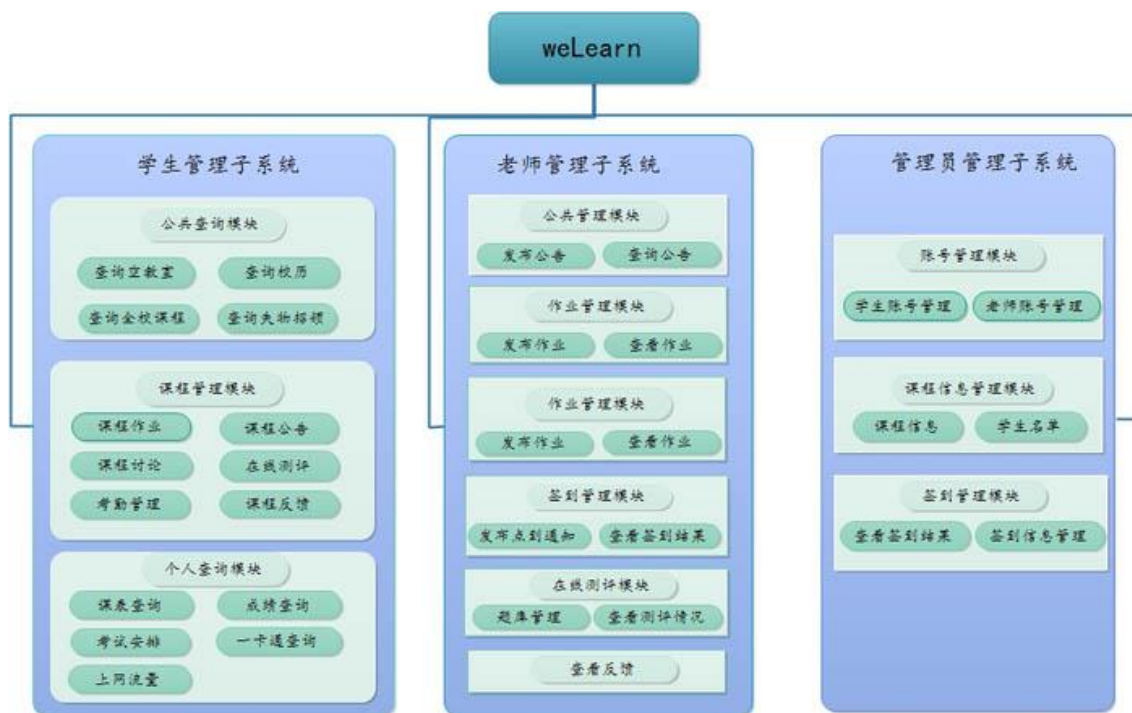 weLearn
学生管理子系统
公共查询模块
查询空教室 查询校历
查询全校课程 查询失物招领
课程管理模块
课程作业 课程公告
课程讨论 在线测评
考勤管理 课程反馈
个人查询模块
课表查询 成绩查询
考试安排 一卡通查询
上网流量
老师管理子系统
公共管理模块
发布公告 查询公告
作业管理模块
发布作业 查看作业
作业管理模块
发布作业 查看作业
签到管理模块
发布点到通知 查看签到结果
在线测评模块
题库管理 查看测评情况
查看反馈
管理员管理子系统
账号管理模块
学生账号管理 老师账号管理
课程信息管理模块
课程信息 学生名单
签到管理模块
查看签到结果 签到信息管理